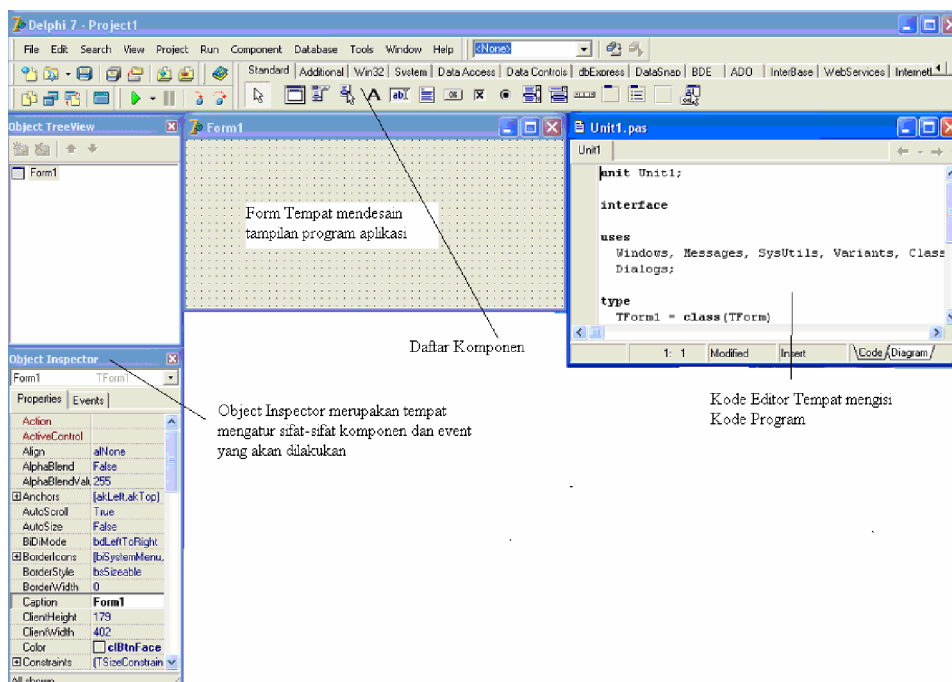 Delphi 7 - Project1
File Edit Search View Project Run Component Database Tools Window Help <None>
Standard Additional Win32 System Data Access Data Controls dbExpress DataSnap BDE ADO InterBase WebServices
Object TreeView
Form1
Form1
Form Tempat mendesain
tampilan program aplikasi
Unit1.pas
Unit1
unit Unit1;
interface
uses
Windows, Messages, SysUtils, Variants, Class
Dialogs;
type
TForm1 = class(TForm)
1: 1 Modified Insert Code Diagram
Daftar Komponen
Kode Editor Tempat mengisi
Kode Program
Object Inspector
Form1 TForm1
Properties Events
Action
ActiveControl
Align alNone
AlphaBlend False
AlphaBlendVal 255
Anchors [akLeft,akTop]
AutoScroll True
AutoSize False
BiDiMode bdLeftToRight
BorderIcons [biSystemMenu,
BorderStyle bsSizeable
BorderWidth 0
Caption Form1
ClientHeight 179
ClientWidth 402
Color clBtnFace
Constraints (TSizeConstrain
All shown
Object Inspector merupakan tempat
mengatur sifat-sifat komponen dan event
yang akan dilakukan